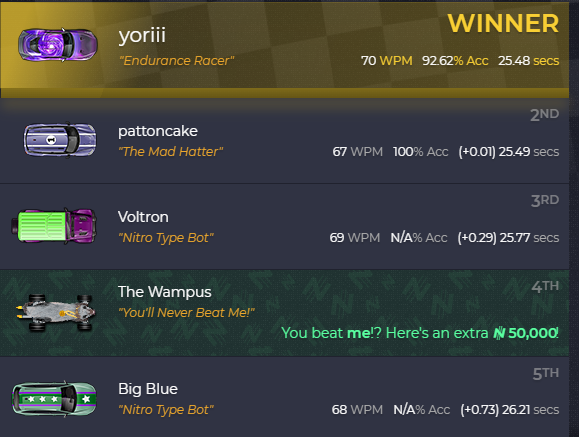 WINNER
yoriii
"Endurance Racer"
70 WPM 92.62% Acc 25.48 secs
2ND
pattoncake
"The Mad Hatter"
67 WPM 100% Acc (+0.01) 25.49 secs
3RD
Voltron
"Nitro Type Bot"
69 WPM N/A% Acc (+0.29) 25.77 secs
4TH
The Wampus
"You'll Never Beat Me!"
You beat me!? Here's an extra N 50,000!
5TH
Big Blue
"Nitro Type Bot"
68 WPM N/A% Acc (+0.73) 26.21 secs